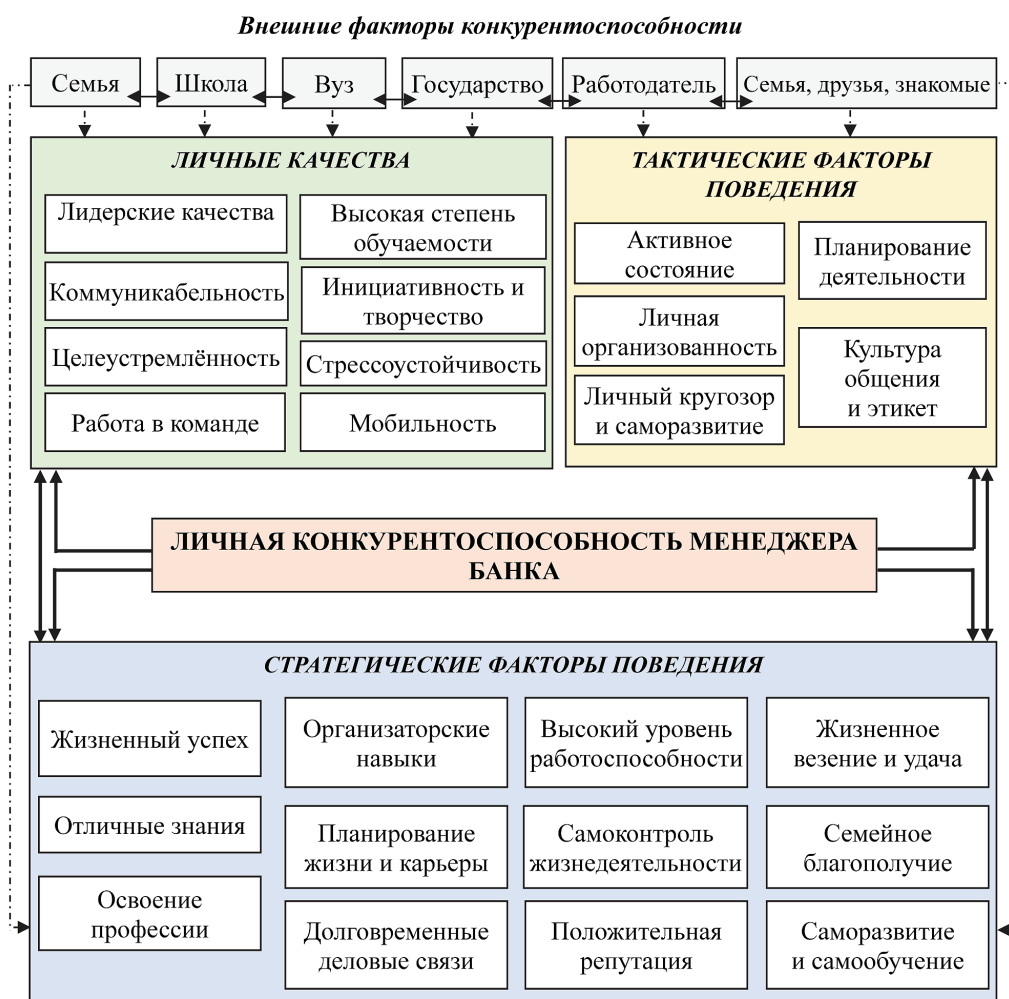 Внешние факторы конкурентоспособности
Семья
Школа
Вуз
Государство
Работодатель
Семья, друзья, знакомые
ЛИЧНЫЕ КАЧЕСТВА
Лидерские качества
Высокая степень
обучаемости
Коммуникабельность
Инициативность и
творчество
Целеустремлённость
Стрессоустойчивость
Работа в команде
Мобильность
ТАКТИЧЕСКИЕ ФАКТОРЫ
ПОВЕДЕНИЯ
Активное
состояние
Планирование
деятельности
Личная
организованность
Культура
общения
и этикет
Личный кругозор
и саморазвитие
ЛИЧНАЯ КОНКУРЕНТОСПОСОБНОСТЬ МЕНЕДЖЕРА
БАНКА
СТРАТЕГИЧЕСКИЕ ФАКТОРЫ ПОВЕДЕНИЯ
Жизненный успех
Организаторские
навыки
Высокий уровень
работоспособности
Жизненное
везение и удача
Отличные знания
Планирование
жизни и карьеры
Самоконтроль
жизнедеятельности
Семейное
благополучие
Освоение
профессии
Долговременные
деловые связи
Положительная
репутация
Саморазвитие
и самообучение